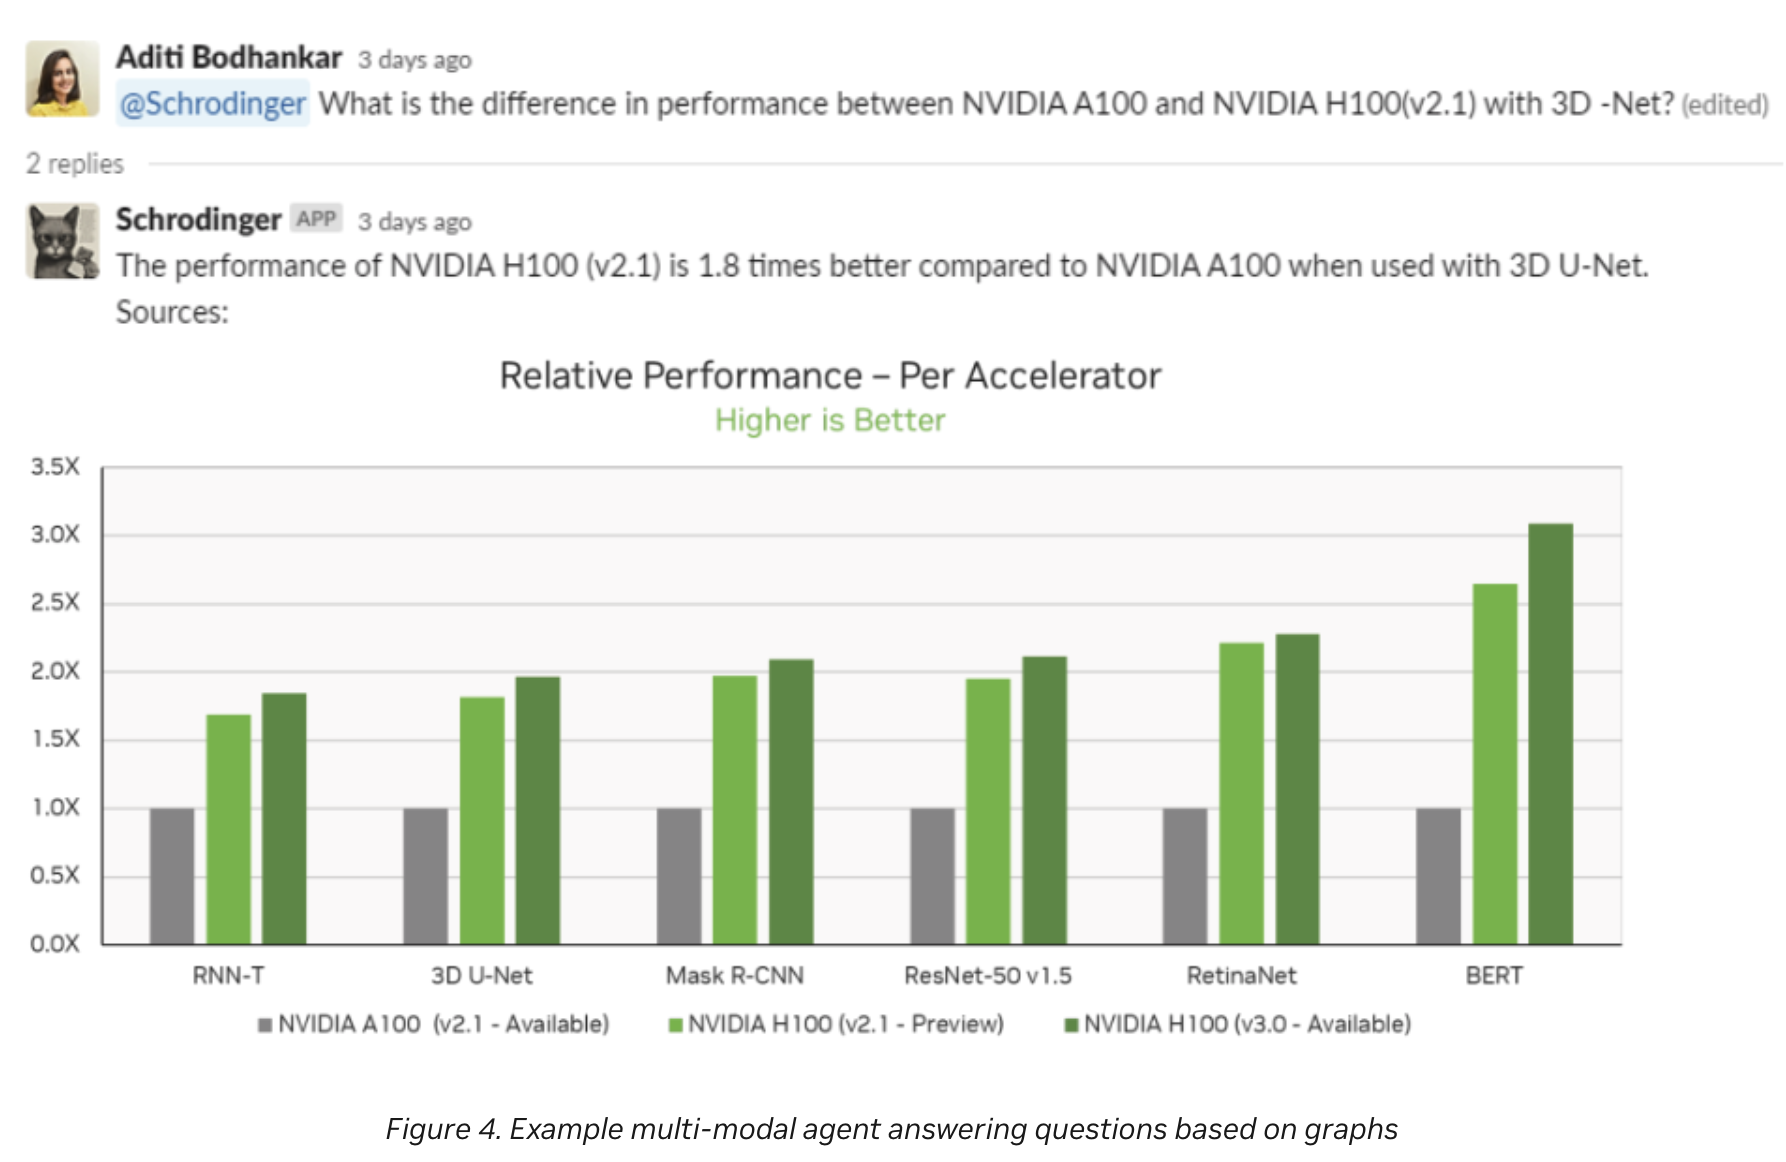 Aditi Bodhankar 3 days ago
@Schrodinger What is the difference in performance between NVIDIA A100 and NVIDIA H100(v2.1) with 3D -Net? (edited)
2 replies
Schrodinger APP 3 days ago
The performance of NVIDIA H100 (v2.1) is 1.8 times better compared to NVIDIA A100 when used with 3D U-Net.
Sources:
Relative Performance – Per Accelerator
Higher is Better
3.5X
3.0X
2.5X
2.0X
1.5X
1.0X
0.5X
0.0X
RNN-T 3D U-Net Mask R-CNN ResNet-50 v1.5 RetinaNet BERT
NVIDIA A100 (v2.1 - Available) NVIDIA H100 (v2.1 - Preview) NVIDIA H100 (v3.0 - Available)
Figure 4. Example multi-modal agent answering questions based on graphs